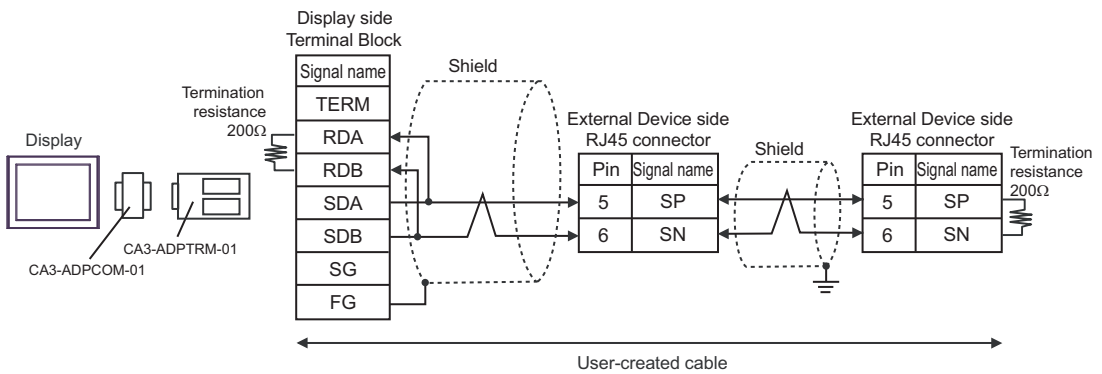 Display side
Terminal Block
Signal name
TERM
RDA
RDB
SDA
SDB
SG
FG
Termination
resistance
200Ω
Display
CA3-ADPCOM-01
CA3-ADPTRM-01
Shield
External Device side
RJ45 connector
Pin Signal name
5 SP
6 SN
Shield
External Device side
RJ45 connector
Pin Signal name
5 SP
6 SN
Termination
resistance
200Ω
User-created cable